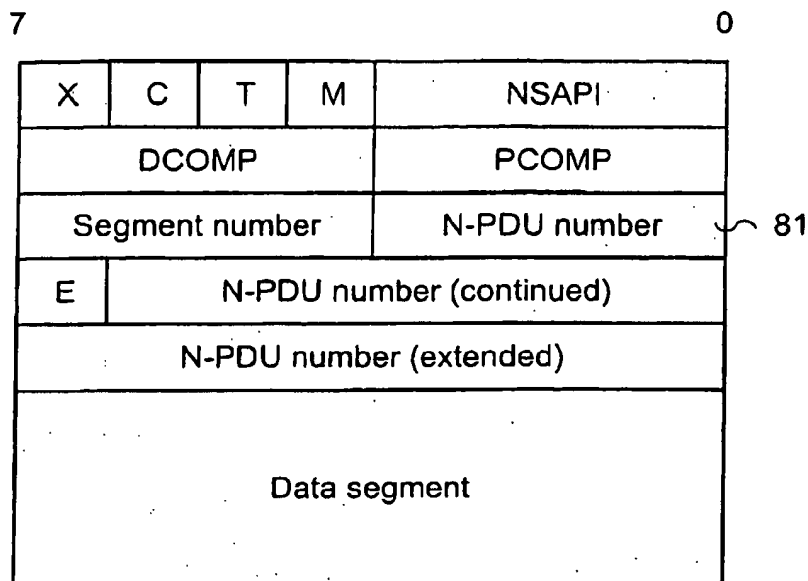 7 0
X C T M NSAPI
DCOMP PCOMP
Segment number N-PDU number 81
E N-PDU number (continued)
N-PDU number (extended)
Data segment